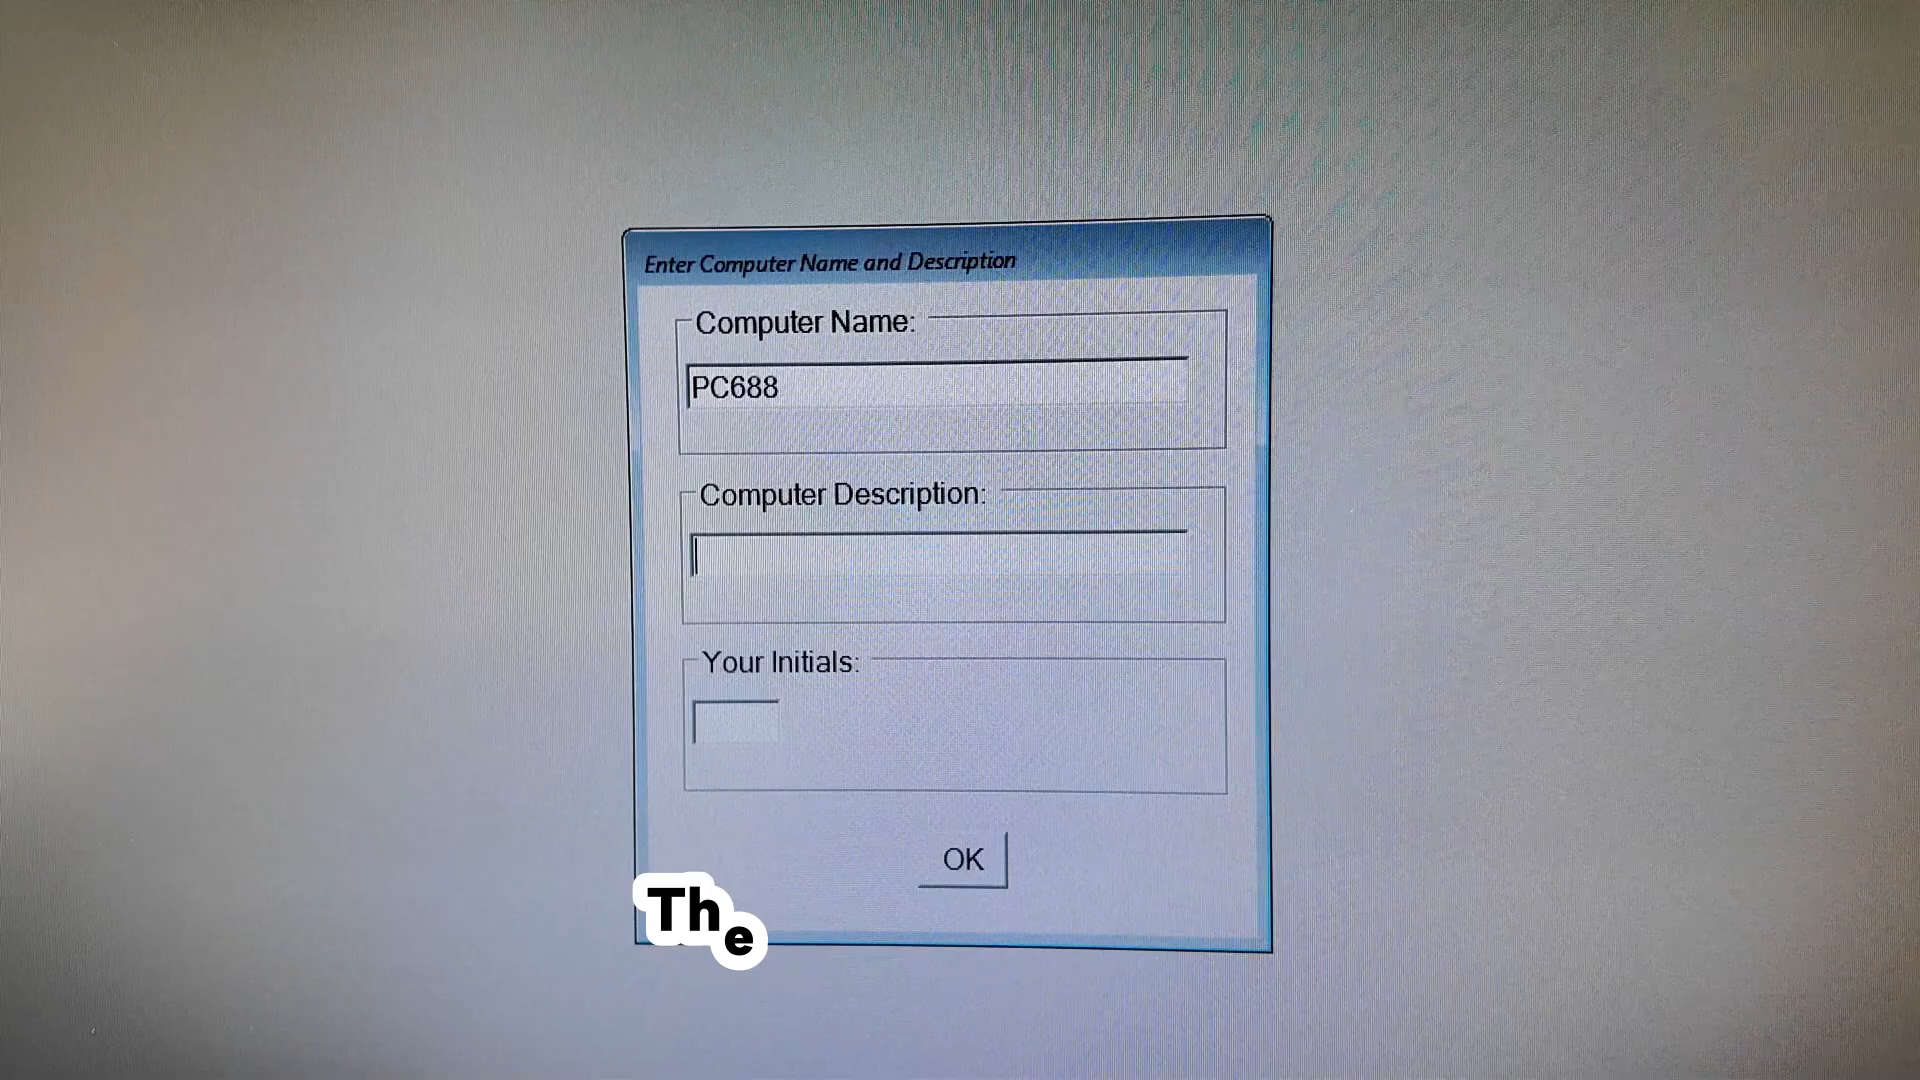 Enter Computer Name and Description
Computer Name:
PC688
Computer Description:
Your Initials:
OK
The